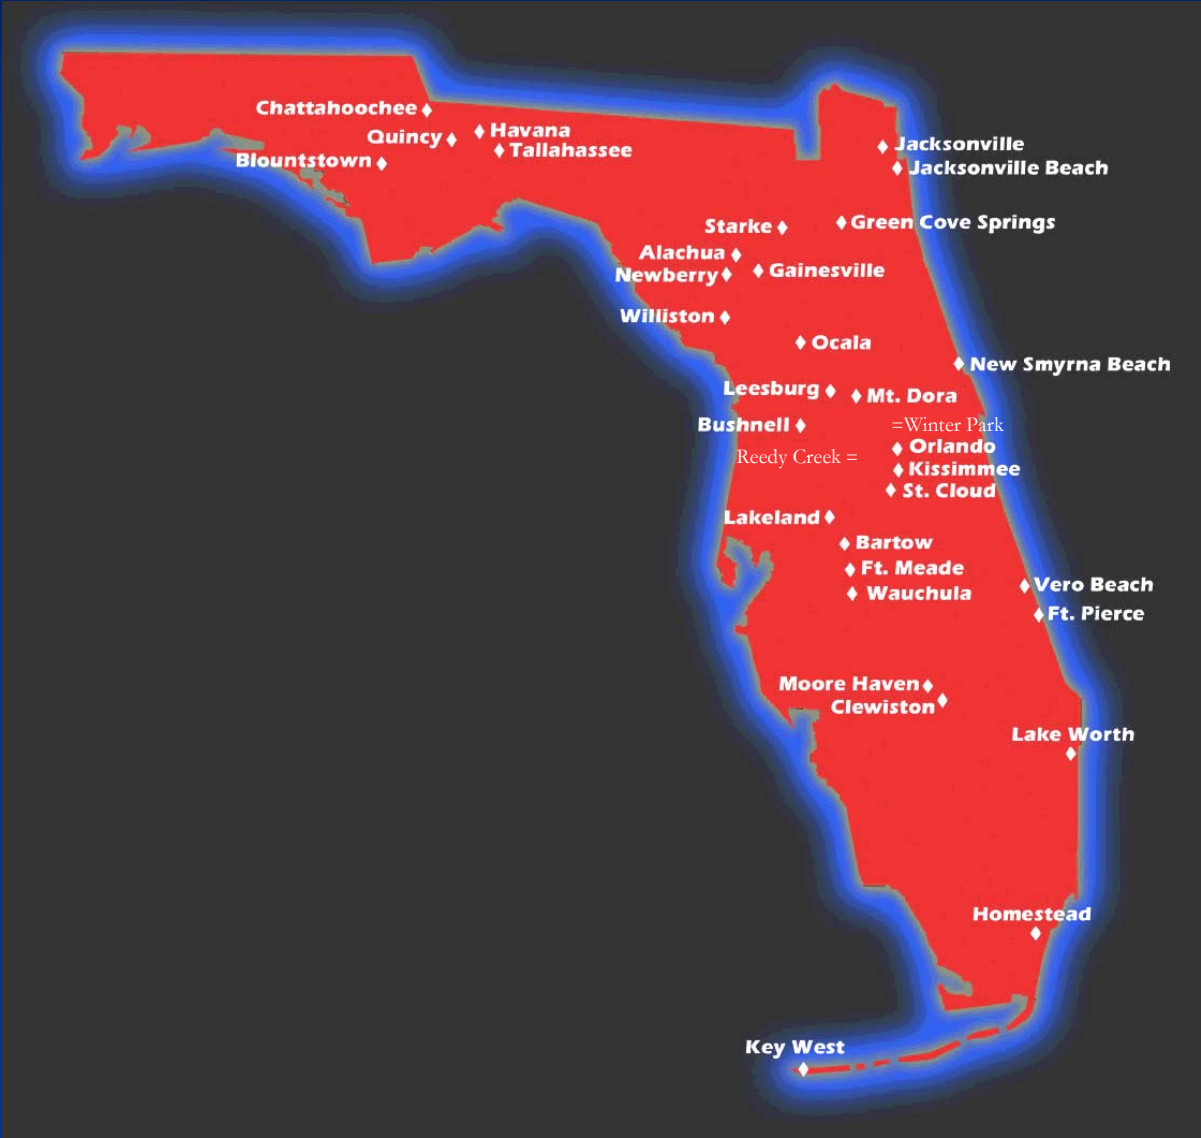 Chattahoochee
Havana
Quincy
Tallahassee
Blountstown
Jacksonville
Jacksonville Beach
Starke
Green Cove Springs
Alachua
Newberry
Gainesville
Williston
Ocala
New Smyrna Beach
Leesburg
Mt. Dora
Bushnell
=Winter Park
Orlando
Reedy Creek =
Kissimmee
St. Cloud
Lakeland
Bartow
Ft. Meade
Wauchula
Vero Beach
Ft. Pierce
Moore Haven
Clewiston
Lake Worth
Homestead
Key West